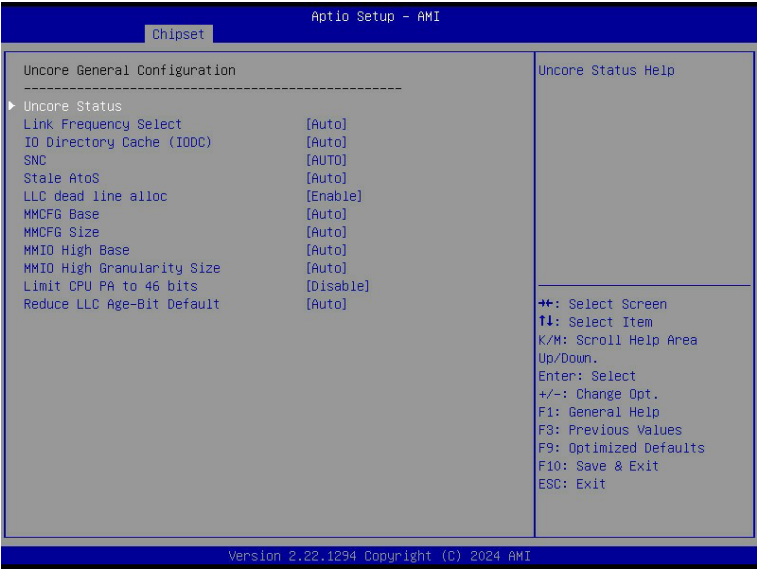 Aptio Setup – AMI
Chipset
Uncore General Configuration
--------------------------------------------------
Uncore Status
Link Frequency Select [Auto]
IO Directory Cache (IODC) [Auto]
SNC [AUTO]
Stale AtoS [Auto]
LLC dead line alloc [Enable]
MMCFG Base [Auto]
MMCFG Size [Auto]
MMIO High Base [Auto]
MMIO High Granularity Size [Auto]
Limit CPU PA to 46 bits [Disable]
Reduce LLC Age-Bit Default [Auto]
Uncore Status Help
→←: Select Screen
↑↓: Select Item
K/M: Scroll Help Area
Up/Down.
Enter: Select
+/-: Change Opt.
F1: General Help
F3: Previous Values
F9: Optimized Defaults
F10: Save & Exit
ESC: Exit
Version 2.22.1294 Copyright (C) 2024 AMI